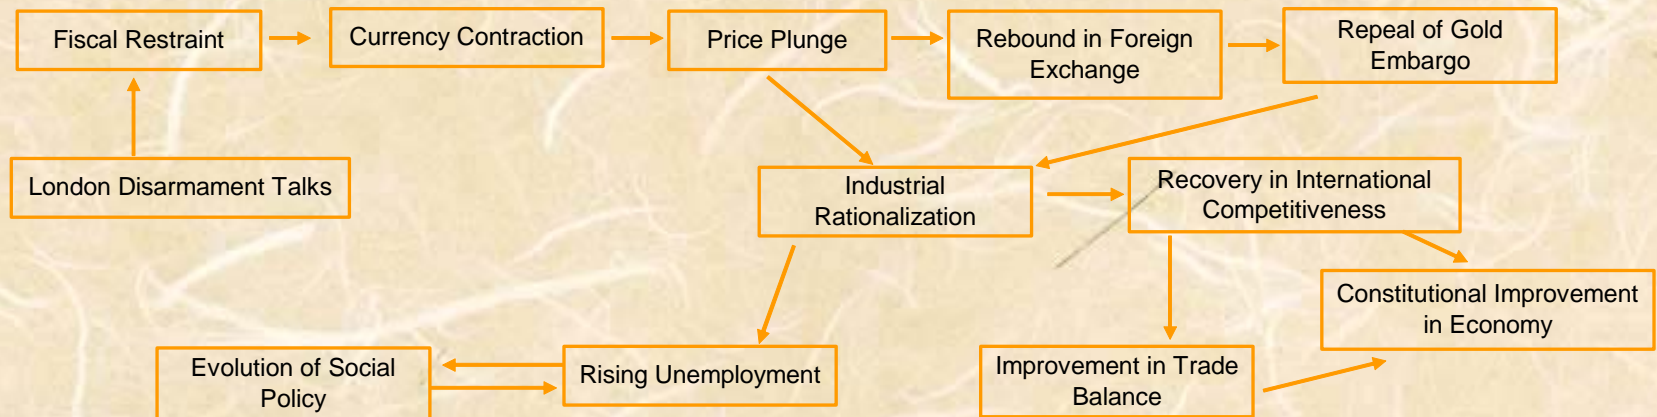 Fiscal Restraint
Currency Contraction
Price Plunge
Rebound in Foreign
Exchange
Repeal of Gold
Embargo
London Disarmament Talks
Industrial
Rationalization
Recovery in International
Competitiveness
Constitutional Improvement
in Economy
Evolution of Social
Policy
Rising Unemployment
Improvement in Trade
Balance